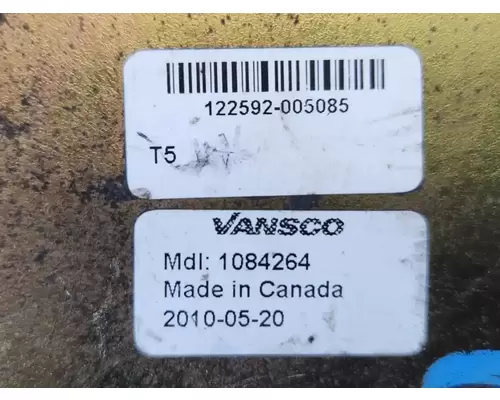 122592-005085
T5
VANSCO
Mdl: 1084264
Made in Canada
2010-05-20